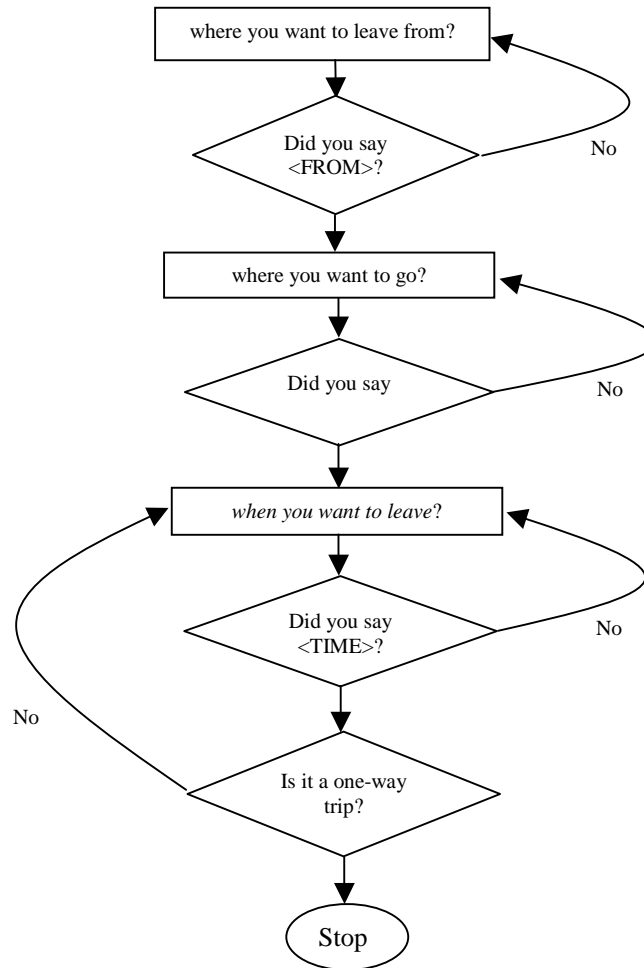 where you want to leave from?
Did you say
<FROM>?
No
where you want to go?
Did you say
No
when you want to leave?
Did you say
<TIME>?
No
No
Is it a one-way
trip?
Stop